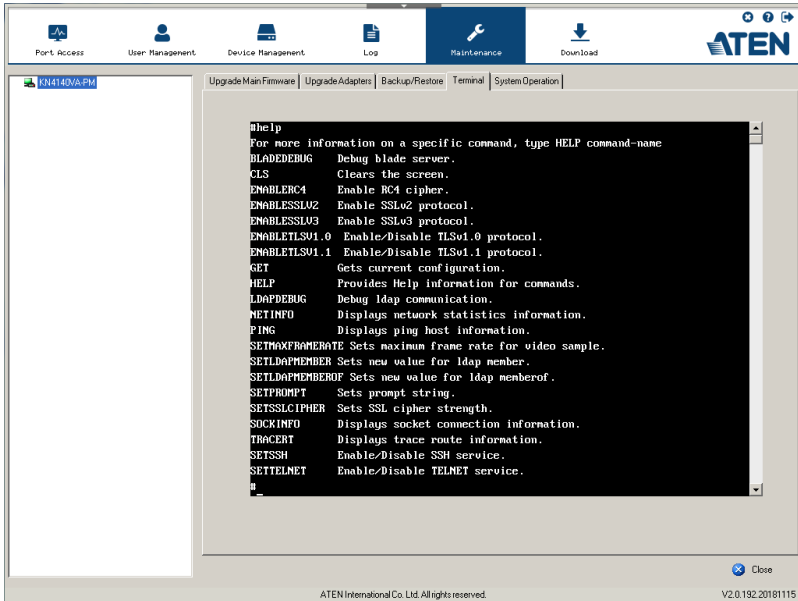 Port Access User Management Device Management Log Maintenance Download ATEN
KN4140VA-PM
Upgrade Main Firmware Upgrade Adapters Backup/Restore Terminal System Operation
#help
For more information on a specific command, type HELP command-name
BLADEDEBUG Debug blade server.
CLS Clears the screen.
ENABLERC4 Enable RC4 cipher.
ENABLESSLV2 Enable SSLv2 protocol.
ENABLESSLV3 Enable SSLv3 protocol.
ENABLETLSV1.0 Enable/Disable TLSv1.0 protocol.
ENABLETLSV1.1 Enable/Disable TLSv1.1 protocol.
GET Gets current configuration.
HELP Provides Help information for commands.
LDAPDEBUG Debug ldap communication.
NETINFO Displays network statistics information.
PING Displays ping host information.
SETMAXFRAMERATE Sets maximum frame rate for video sample.
SETLDAPMEMBER Sets new value for ldap member.
SETLDAPMEMBEROF Sets new value for ldap memberof.
SETPROMPT Sets prompt string.
SETSSLCIPHER Sets SSL cipher strength.
SOCKINFO Displays socket connection information.
TRACERT Displays trace route information.
SETSSH Enable/Disable SSH service.
SETTELNET Enable/Disable TELNET service.
#_
Close
ATEN International Co. Ltd. All rights reserved. V2.0.192.20181115